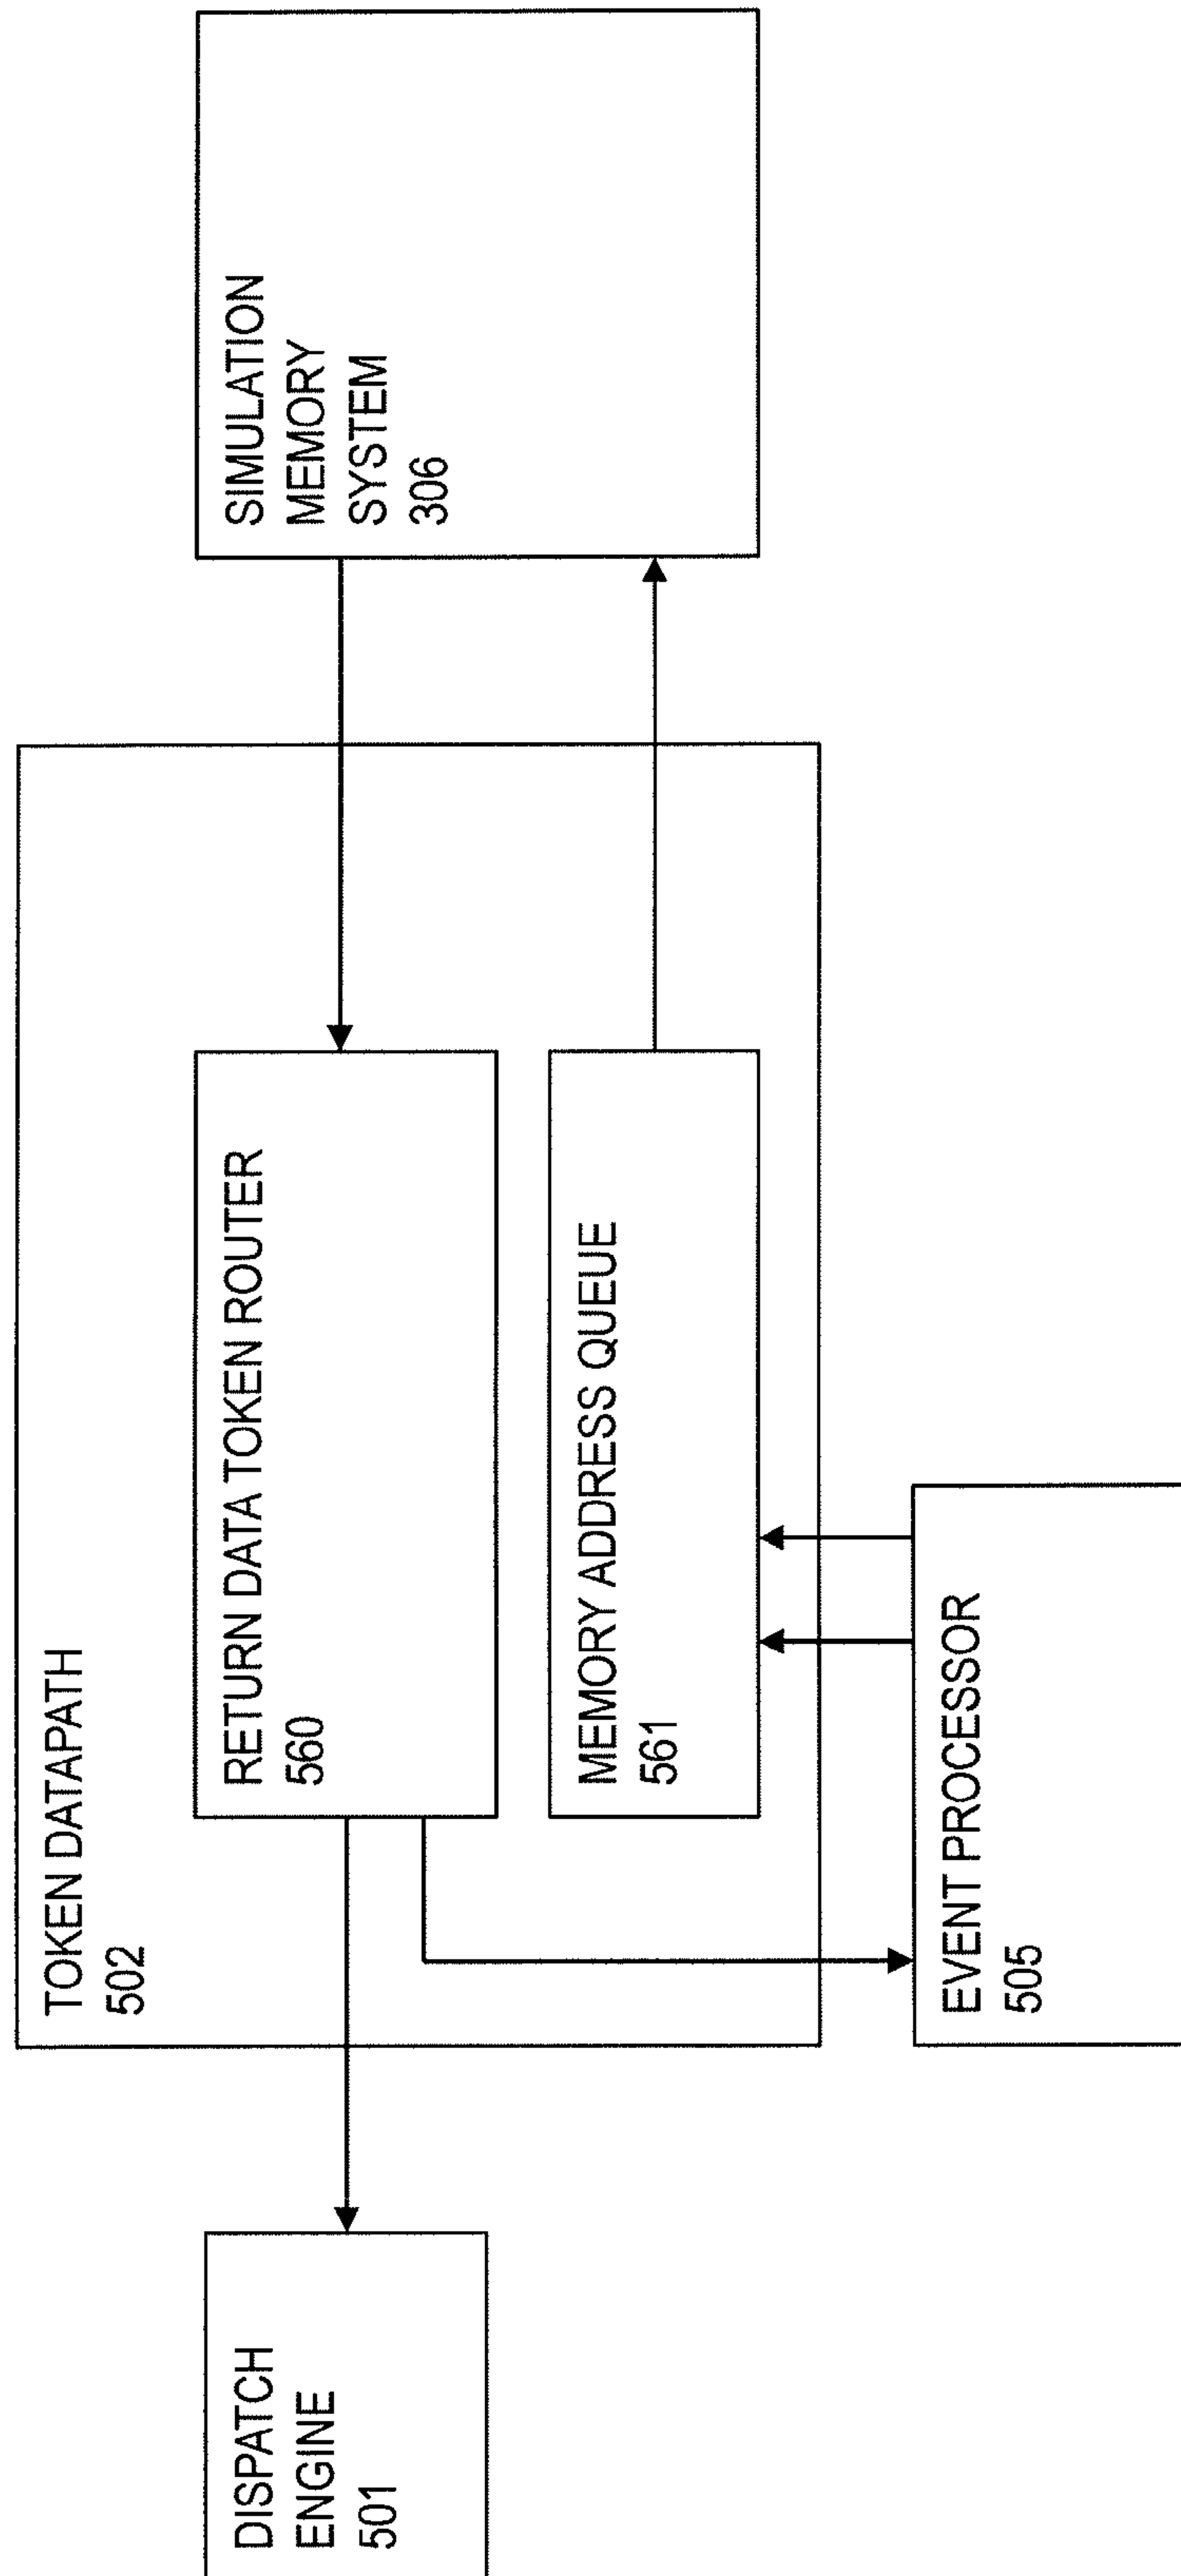 TOKEN DATAPATH
502
DISPATCH
ENGINE
501
RETURN DATA TOKEN ROUTER
560
SIMULATION
MEMORY
SYSTEM
306
MEMORY ADDRESS QUEUE
561
EVENT PROCESSOR
505